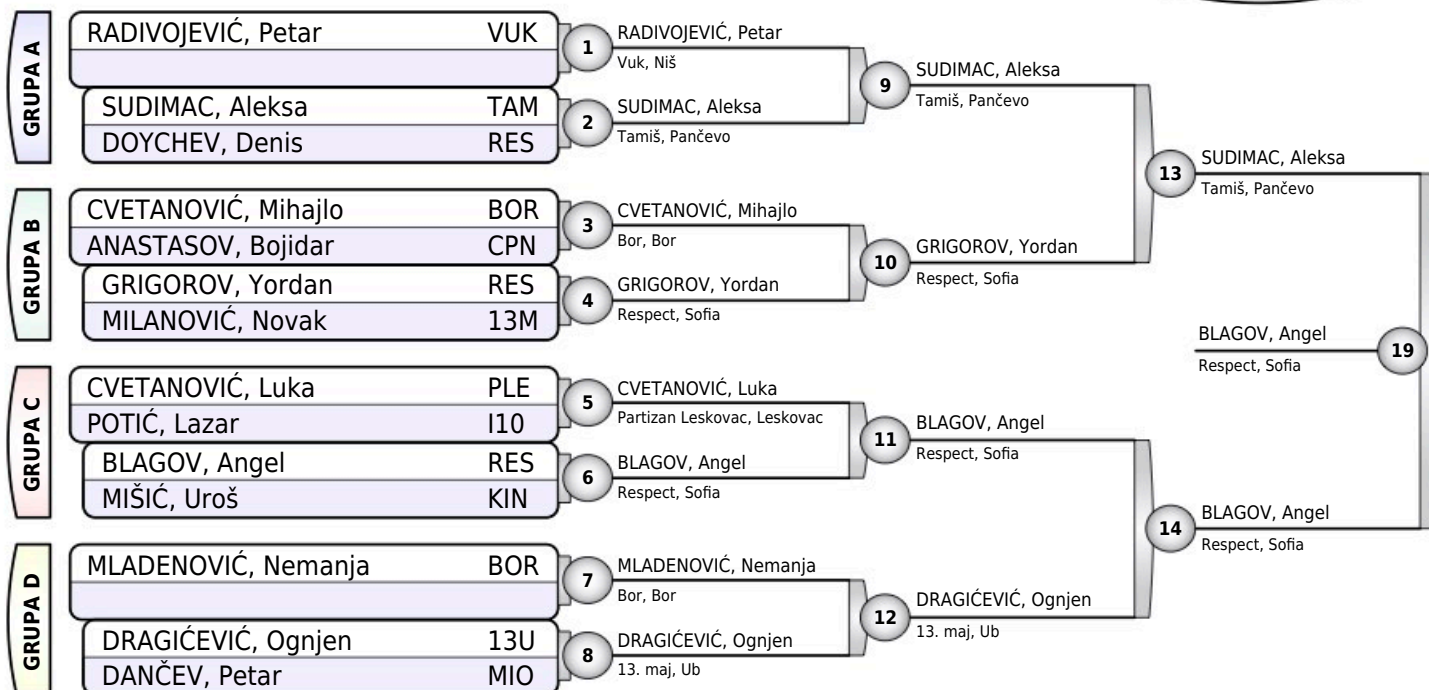 GRUPA A
RADIVOJEVIĆ, Petar VUK
SUDIMAC, Aleksa TAM
DOYCHEV, Denis RES
1
RADIVOJEVIĆ, Petar
Vuk, Niš
2
SUDIMAC, Aleksa
Tamiš, Pančevo
9
SUDIMAC, Aleksa
Tamiš, Pančevo
GRUPA B
CVETANOVIĆ, Mihajlo BOR
ANASTASOV, Bojidar CPN
GRIGOROV, Yordan RES
MILANOVIĆ, Novak 13M
3
CVETANOVIĆ, Mihajlo
Bor, Bor
4
GRIGOROV, Yordan
Respect, Sofia
10
GRIGOROV, Yordan
Respect, Sofia
13
SUDIMAC, Aleksa
Tamiš, Pančevo
GRUPA C
CVETANOVIĆ, Luka PLE
POTIĆ, Lazar I10
BLAGOV, Angel RES
MIŠIĆ, Uroš KIN
5
CVETANOVIĆ, Luka
Partizan Leskovac, Leskovac
6
BLAGOV, Angel
Respect, Sofia
11
BLAGOV, Angel
Respect, Sofia
GRUPA D
MLADENOVIĆ, Nemanja BOR
DRAGIĆEVIĆ, Ognjen 13U
DANČEV, Petar MIO
7
MLADENOVIĆ, Nemanja
Bor, Bor
8
DRAGIĆEVIĆ, Ognjen
13. maj, Ub
12
DRAGIĆEVIĆ, Ognjen
13. maj, Ub
14
BLAGOV, Angel
Respect, Sofia
BLAGOV, Angel
Respect, Sofia
19